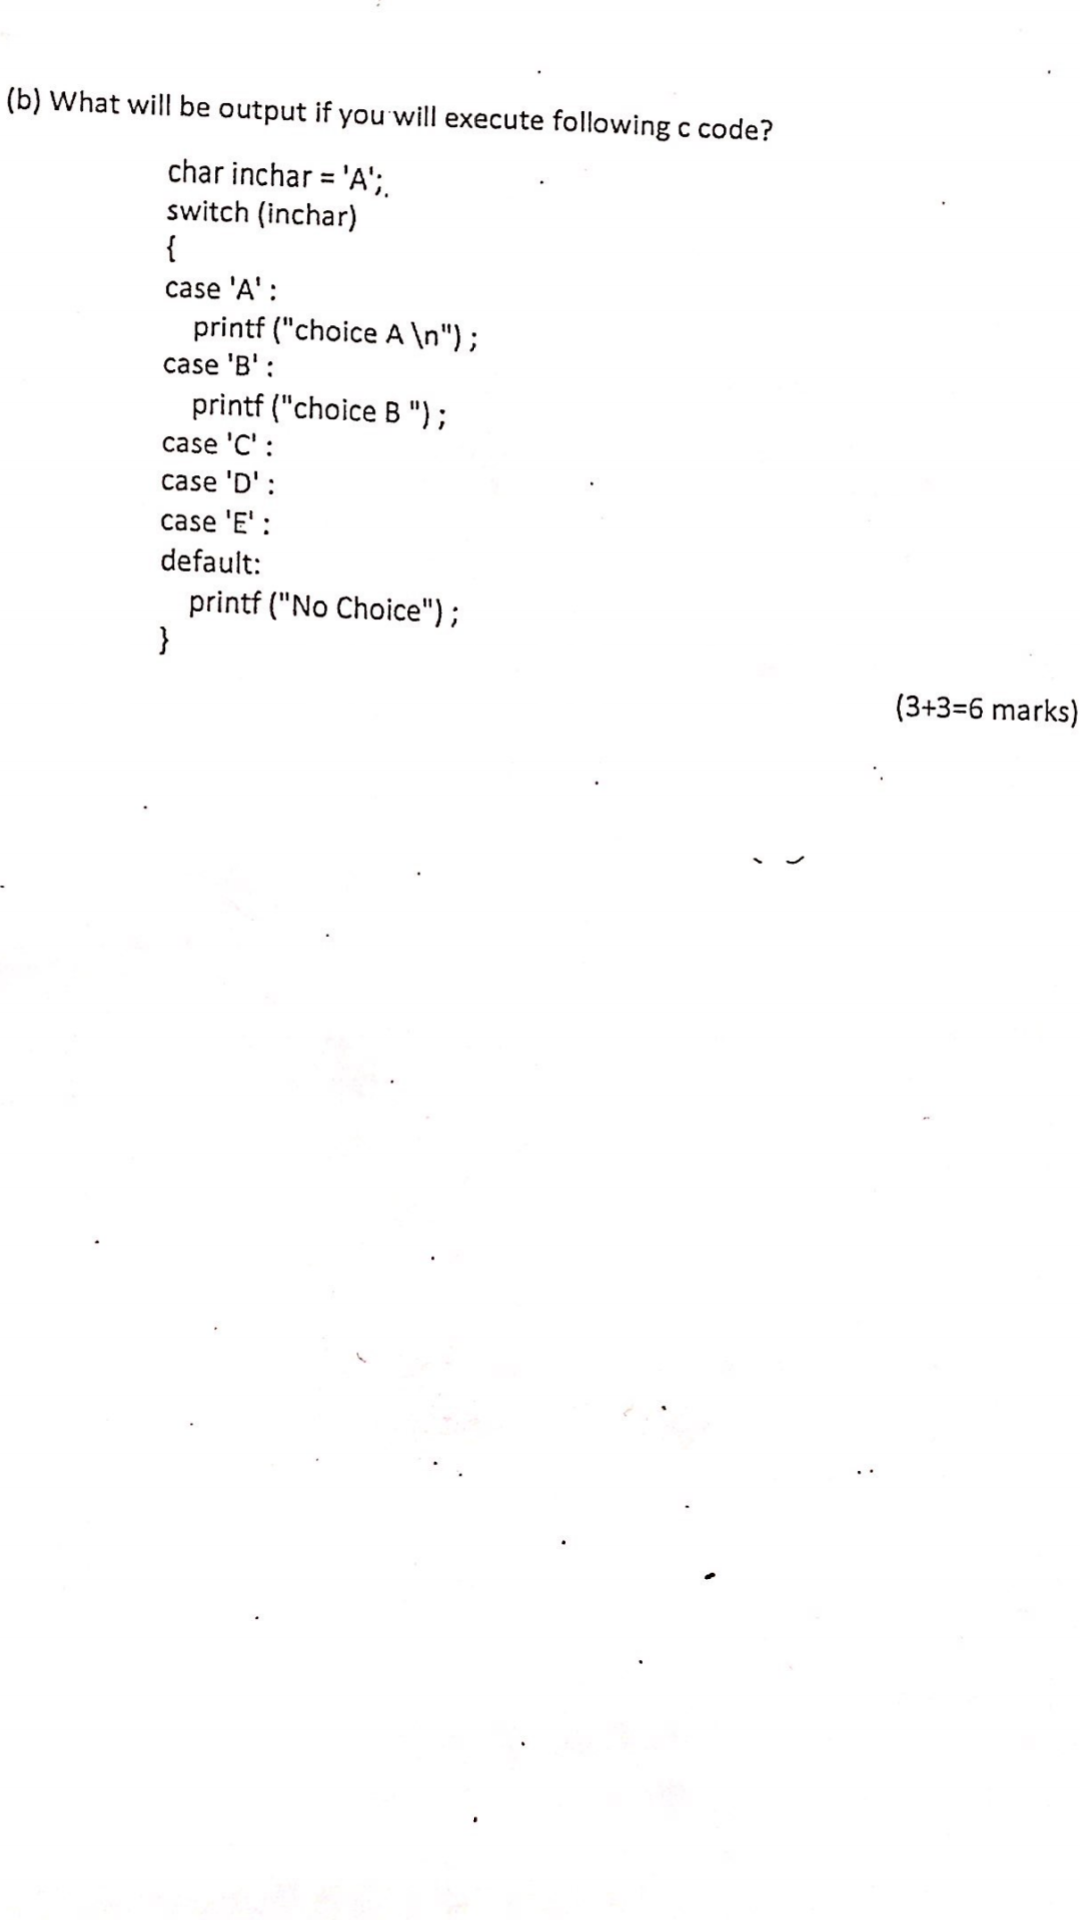 (b) What will be output if you will execute following c code?
char inchar = 'A';
switch (inchar)
{
case 'A' :
printf ("choice A \n") ;
case 'B' :
printf ("choice B ") ;
case 'C' :
case 'D' :
case 'E' :
default:
printf ("No Choice") ;
}
(3+3=6 marks)